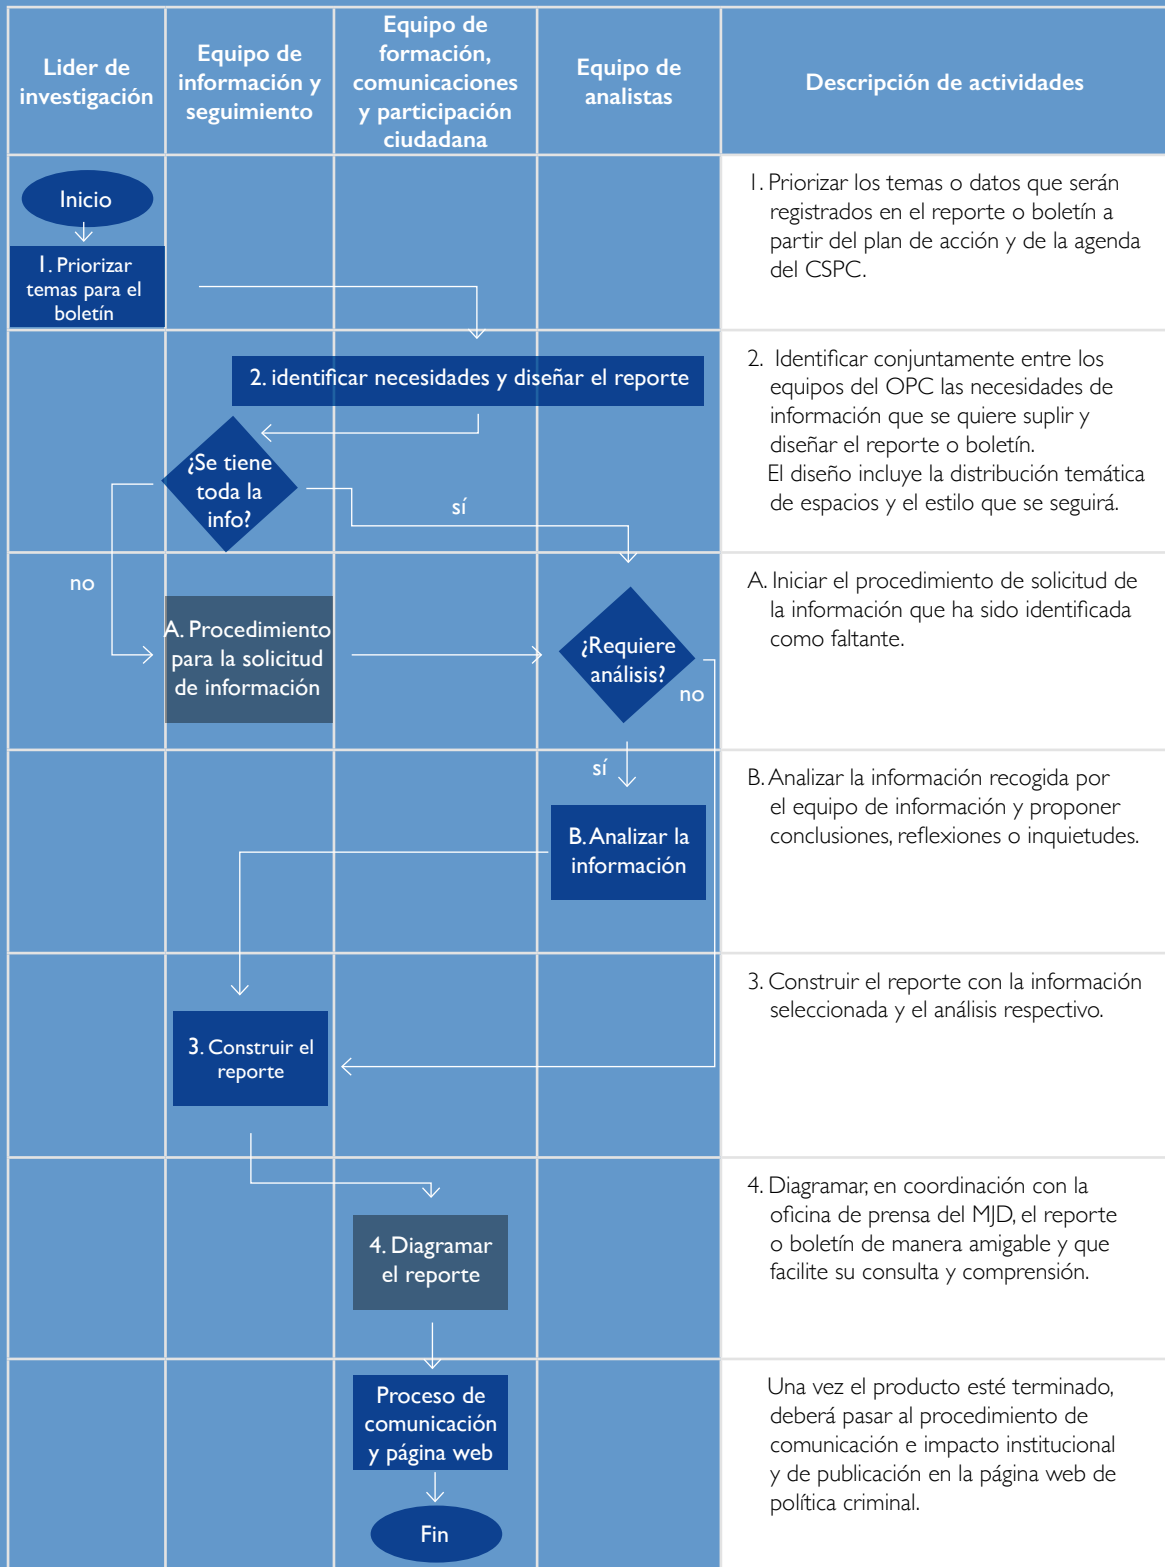 Lider de
investigación
Equipo de
información y
seguimiento
Equipo de
formación,
comunicaciones
y participación
ciudadana
Equipo de
analistas
Descripción de actividades
Inicio
1. Priorizar
temas para el
boletín
1. Priorizar los temas o datos que serán
registrados en el reporte o boletín a
partir del plan de acción y de la agenda
del CSPC.
2. identificar necesidades y diseñar el reporte
¿Se tiene
toda la
info?
sí
no
2. Identificar conjuntamente entre los
equipos del OPC las necesidades de
información que se quiere suplir y
diseñar el reporte o boletín.
El diseño incluye la distribución temática
de espacios y el estilo que se seguirá.
A. Procedimiento
para la solicitud
de información
¿Requiere
análisis?
no
sí
A. Iniciar el procedimiento de solicitud de
la información que ha sido identificada
como faltante.
B. Analizar la
información
B. Analizar la información recogida por
el equipo de información y proponer
conclusiones, reflexiones o inquietudes.
3. Construir el
reporte
3. Construir el reporte con la información
seleccionada y el análisis respectivo.
4. Diagramar
el reporte
4. Diagramar, en coordinación con la
oficina de prensa del MJD, el reporte
o boletín de manera amigable y que
facilite su consulta y comprensión.
Proceso de
comunicación
y página web
Fin
Una vez el producto esté terminado,
deberá pasar al procedimiento de
comunicación e impacto institucional
y de publicación en la página web de
política criminal.